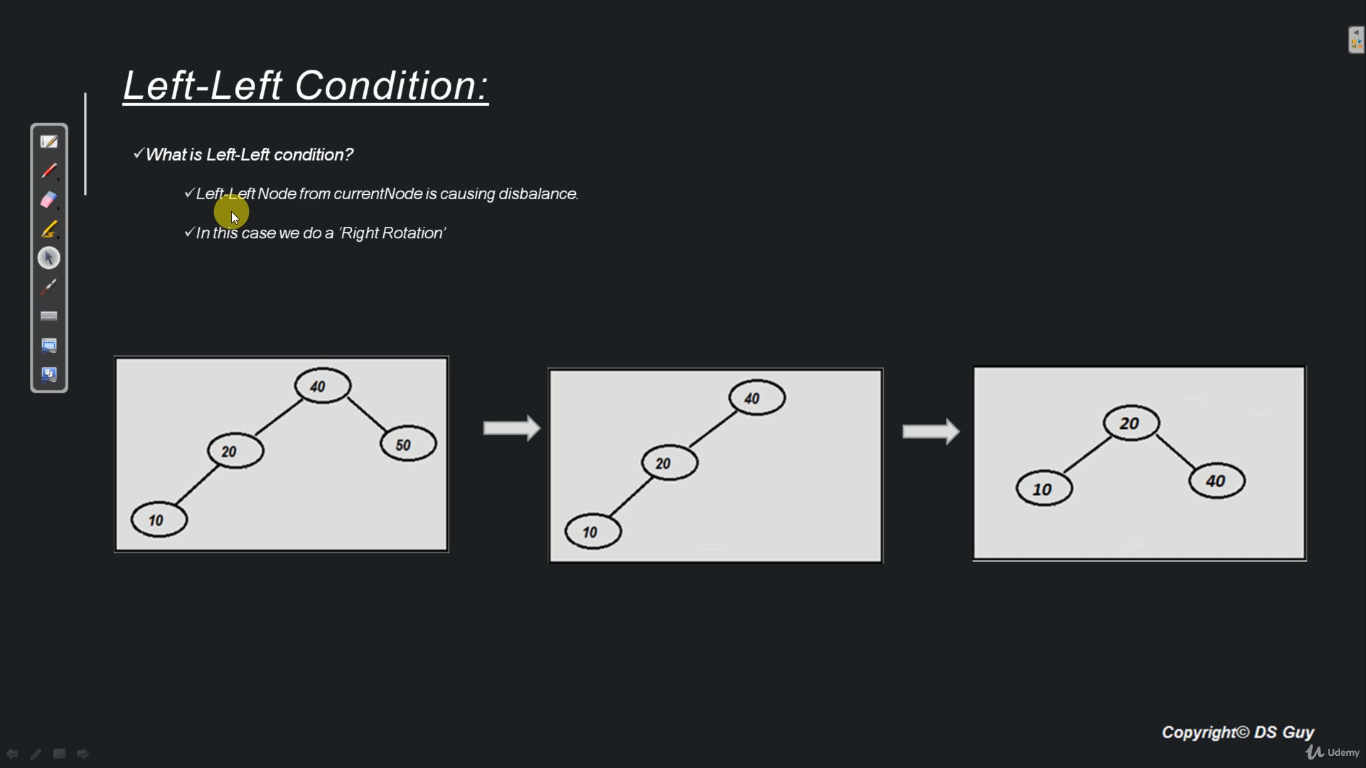 Left-Left Condition:
✓What is Left-Left condition?
✓Left-Left Node from currentNode is causing disbalance.
✓In this case we do a ‘Right Rotation’
40
20
50
10
40
20
10
20
10
40
Copyright© DS Guy
Udemy